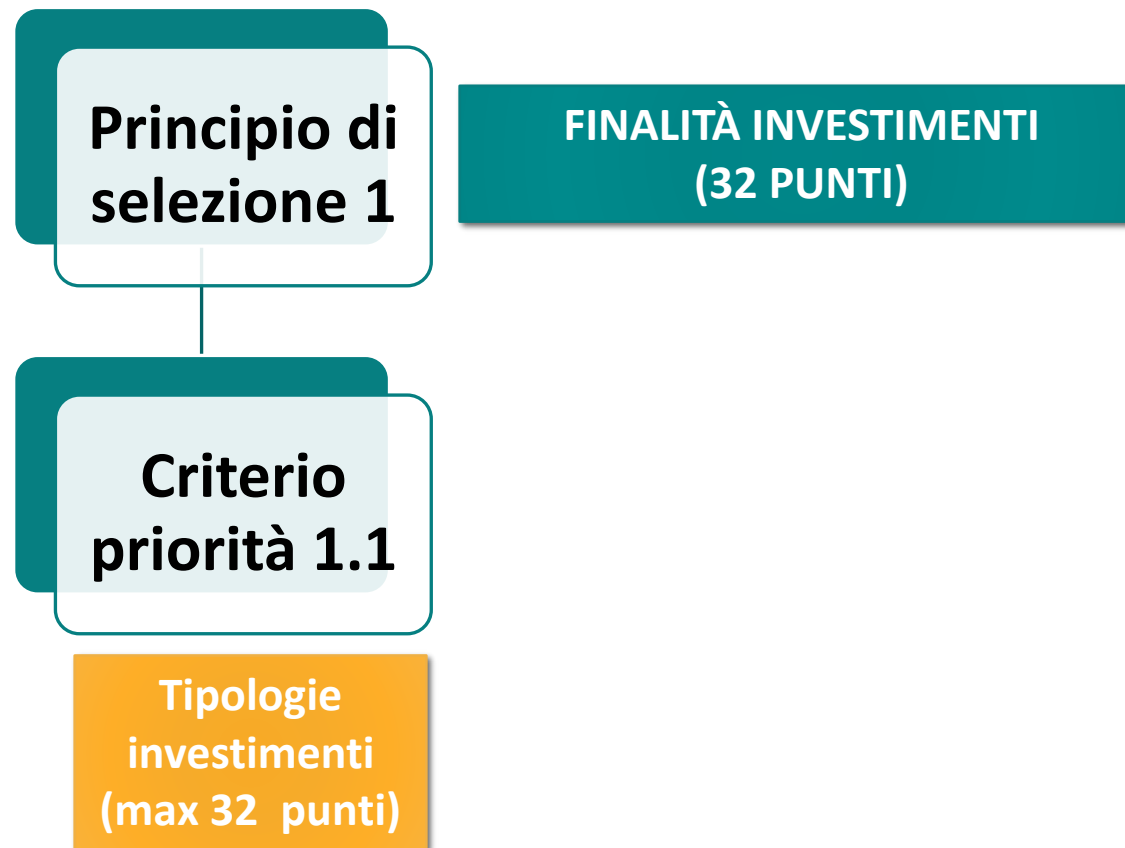 Principio di
selezione 1
FINALITÀ INVESTIMENTI
(32 PUNTI)
Criterio
priorità 1.1
Tipologie
investimenti
(max 32 punti)